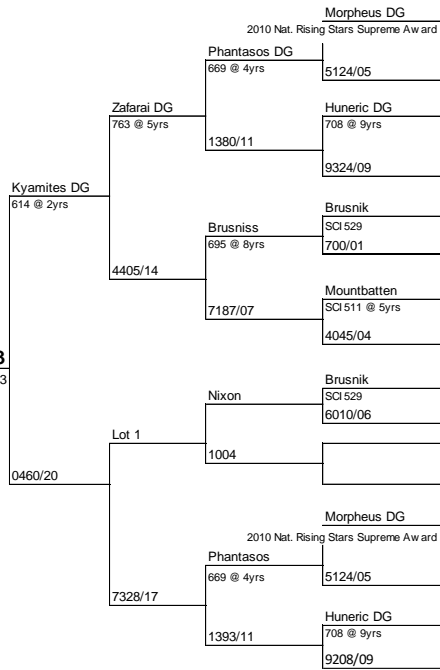 Morpheus DG
2010 Nat. Rising Stars Supreme Award
Phantasos DG
669 @ 4yrs
5124/05
Zafarai DG
763 @ 5yrs
Huneric DG
708 @ 9yrs
1380/11
9324/09
Kyamites DG
614 @ 2yrs
Brusnik
SCI 529
Brusniss
695 @ 8yrs
700/01
4405/14
Mountbatten
SCI 511 @ 5yrs
7187/07
4045/04
B
3
Brusnik
SCI 529
Nixon
6010/06
Lot 1
1004
0460/20
Morpheus DG
2010 Nat. Rising Stars Supreme Award
Phantasos
669 @ 4yrs
5124/05
7328/17
Huneric DG
708 @ 9yrs
1393/11
9208/09